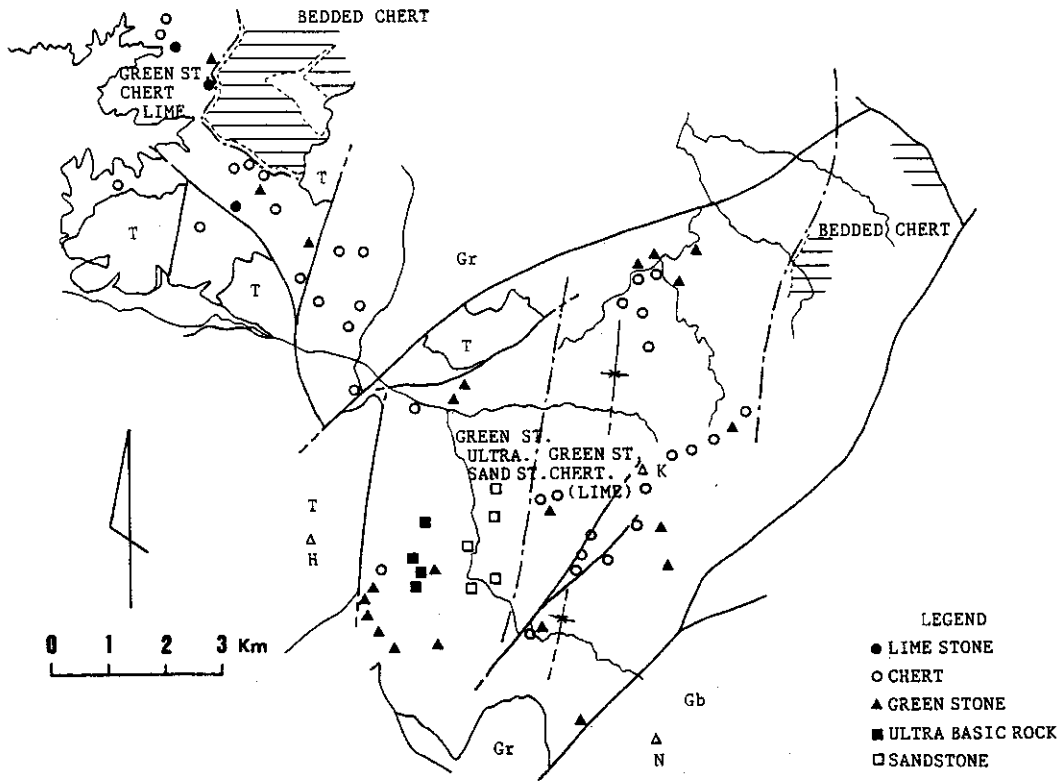 BEDDED CHERT
GREEN ST
CHERT
LIME
T
T
T
Gr
BEDDED CHERT
T
GREEN ST.
ULTRA. GREEN ST,
SAND ST.CHERT.
(LIME)
K
T
H
0 1 2 3 Km
Gb
N
Gr
LEGEND
LIME STONE
CHERT
GREEN STONE
ULTRA BASIC ROCK
SANDSTONE